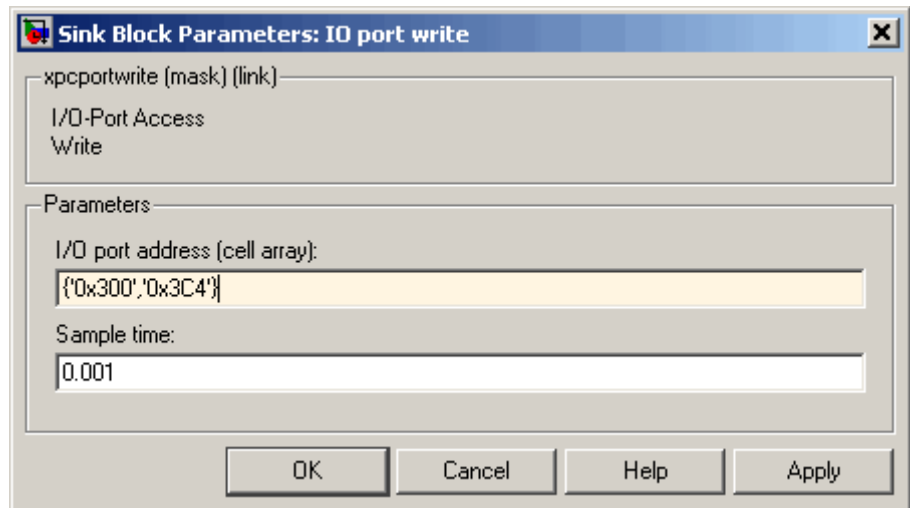 Sink Block Parameters: IO port write
xpcportwrite (mask) (link)
I/O-Port Access
Write
Parameters
I/O port address (cell array):
{'0x300','0x3C4'}
Sample time:
0.001
OK Cancel Help Apply